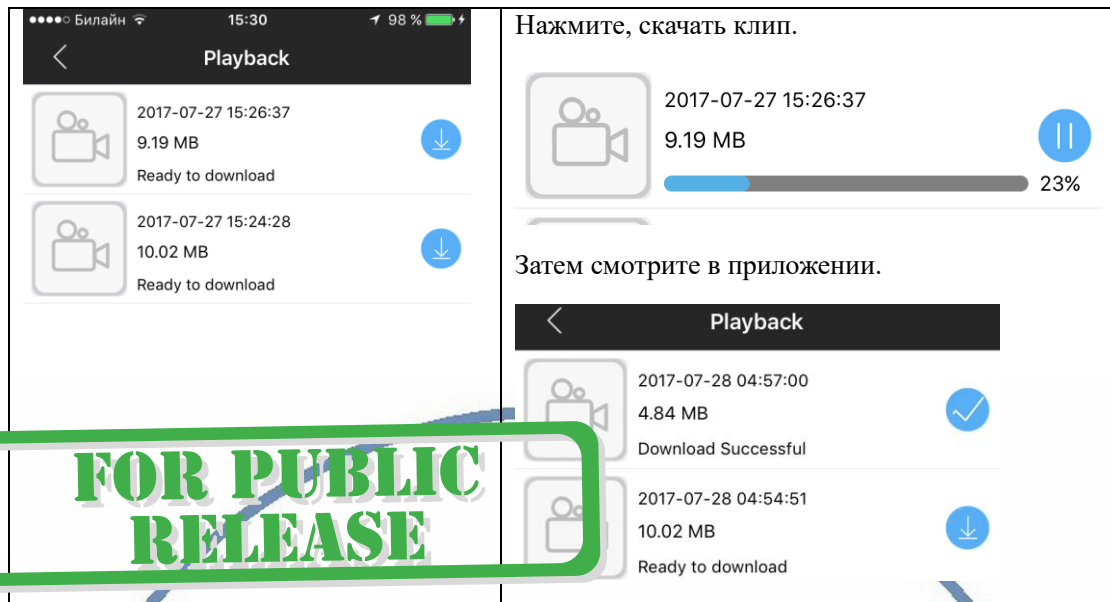 Билайн 15:30 98 %
Playback
2017-07-27 15:26:37
9.19 MB
Ready to download
2017-07-27 15:24:28
10.02 MB
Ready to download
Нажмите, скачать клип.
2017-07-27 15:26:37
9.19 MB
23%
Затем смотрите в приложении.
Playback
2017-07-28 04:57:00
4.84 MB
Download Successful
2017-07-28 04:54:51
10.02 MB
Ready to download
FOR PUBLIC
RELEASE